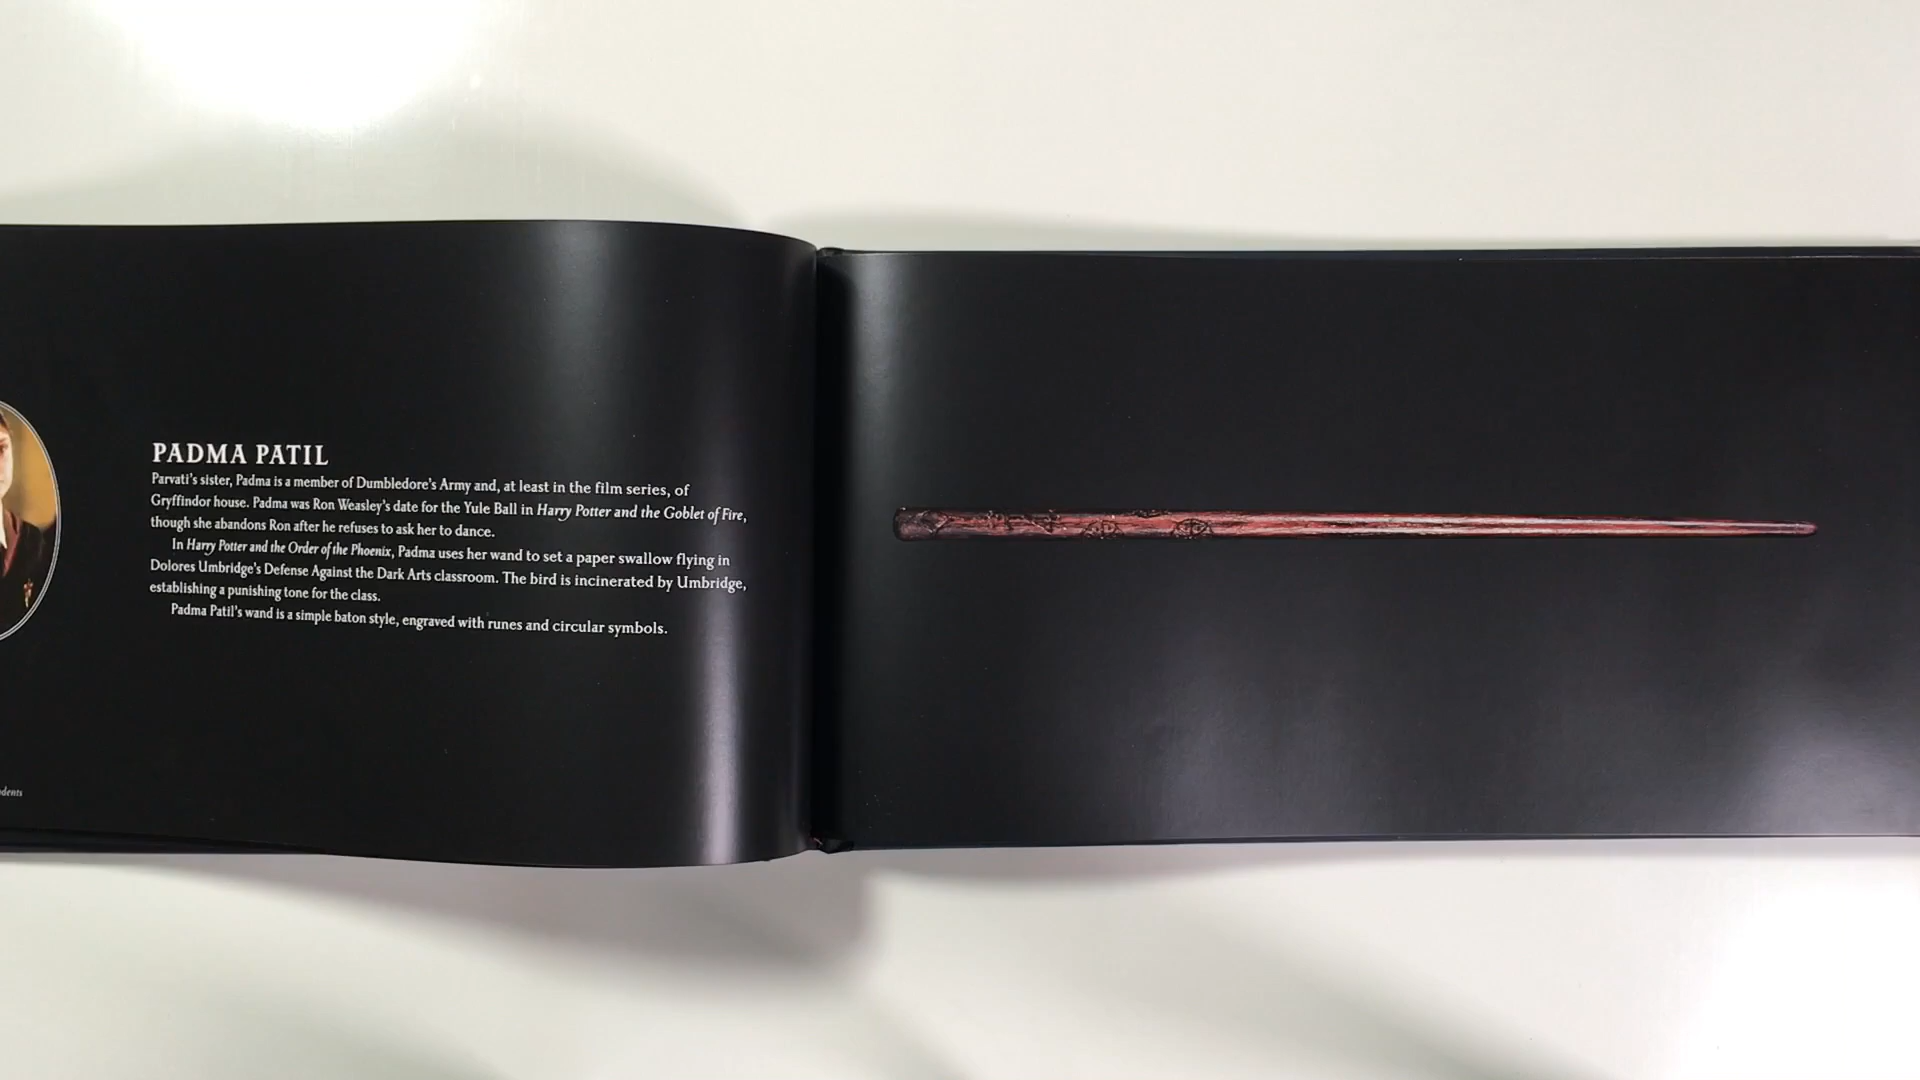 PADMA PATIL
Parvati's sister, Padma is a member of Dumbledore's Army and, at least in the film series, of
Gryffindor house. Padma was Ron Weasley's date for the Yule Ball in Harry Potter and the Goblet of Fire,
though she abandons Ron after he refuses to ask her to dance.
In Harry Potter and the Order of the Phoenix, Padma uses her wand to set a paper swallow flying in
Dolores Umbridge's Defense Against the Dark Arts classroom. The bird is incinerated by Umbridge,
establishing a punishing tone for the class.
Padma Patil's wand is a simple baton style, engraved with runes and circular symbols.